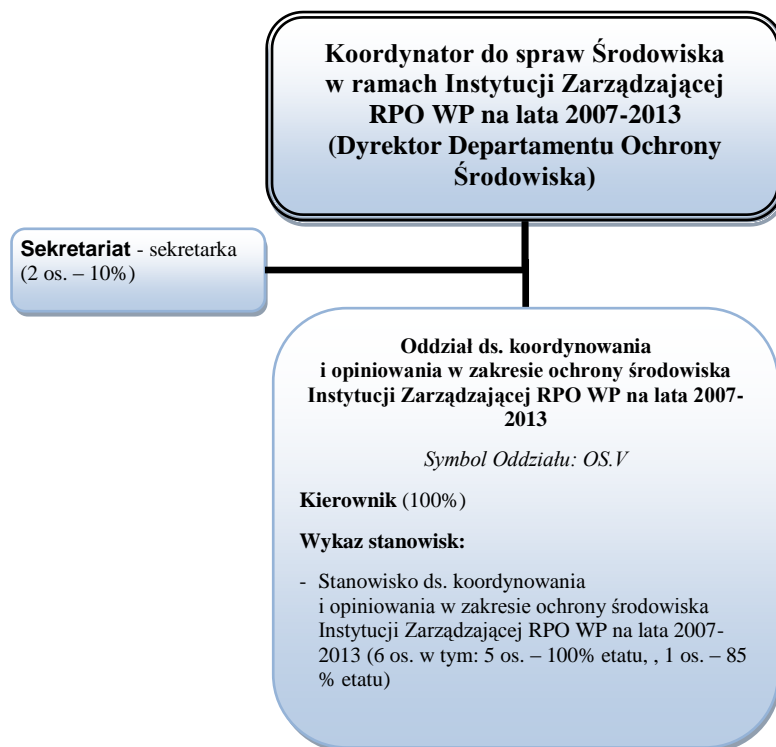 Koordynator do spraw Środowiska
w ramach Instytucji Zarządzającej
RPO WP na lata 2007-2013
(Dyrektor Departamentu Ochrony
Środowiska)
Sekretariat - sekretarka
(2 os. – 10%)
Oddział ds. koordynowania
i opiniowania w zakresie ochrony środowiska
Instytucji Zarządzającej RPO WP na lata 2007-
2013
Symbol Oddziału: OS.V
Kierownik (100%)
Wykaz stanowisk:
- Stanowisko ds. koordynowania
i opiniowania w zakresie ochrony środowiska
Instytucji Zarządzającej RPO WP na lata 2007-
2013 (6 os. w tym: 5 os. – 100% etatu, , 1 os. – 85
% etatu)